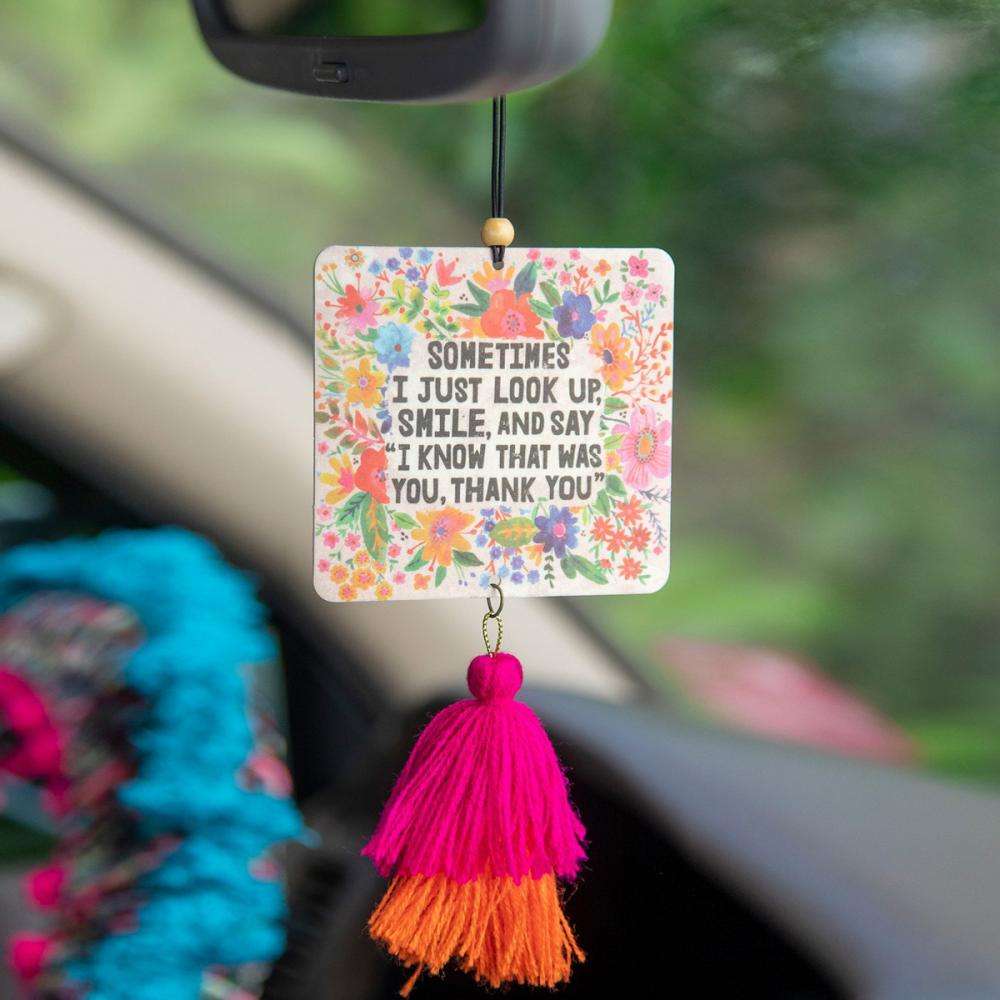 SOMETIMES
I JUST LOOK UP,
SMILE, AND SAY
“I KNOW THAT WAS
YOU, THANK YOU”